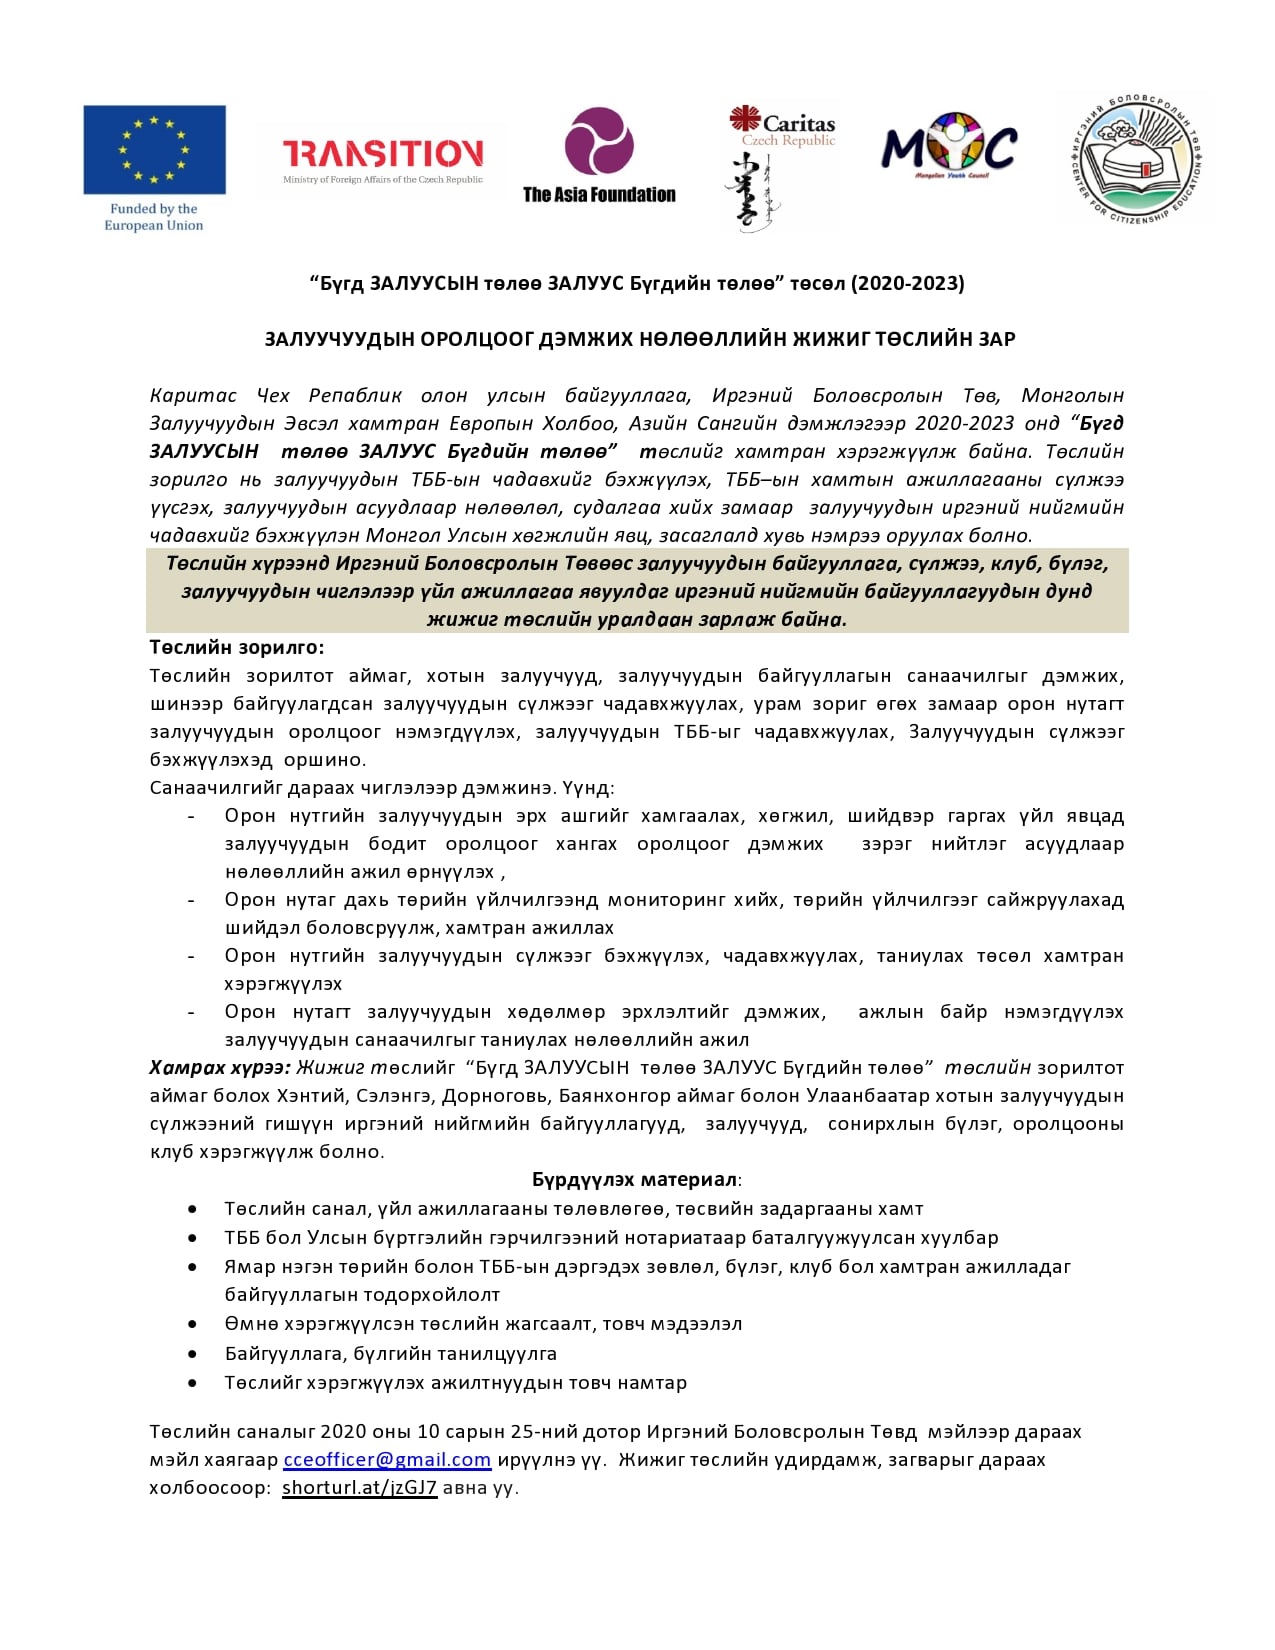 Funded by the
European Union
TRANSITION
Ministry of Foreign Affairs of the Czech Republic
The Asia Foundation
Caritas
Czech Republic
MYC
Mongolian Youth Council
ИРГЭНИЙ БОЛОВСРОЛЫН ТӨВ
CENTER FOR CITIZENSHIP EDUCATION
“Бүгд ЗАЛУУСЫН төлөө ЗАЛУУС Бүгдийн төлөө” төсөл (2020-2023)
ЗАЛУУЧУУДЫН ОРОЛЦООГ ДЭМЖИХ НӨЛӨӨЛЛИЙН ЖИЖИГ ТӨСЛИЙН ЗАР
Каритас Чех Репаблик олон улсын байгууллага, Иргэний Боловсролын Төв, Монголын
Залуучуудын Эвсэл хамтран Европын Холбоо, Азийн Сангийн дэмжлэгээр 2020-2023 онд “Бүгд
ЗАЛУУСЫН төлөө ЗАЛУУС Бүгдийн төлөө” төслийг хамтран хэрэгжүүлж байна. Төслийн
зорилго нь залуучуудын ТББ-ын чадавхийг бэхжүүлэх, ТББ–ын хамтын ажиллагааны сүлжээ
үүсгэх, залуучуудын асуудлаар нөлөөлөл, судалгаа хийх замаар залуучуудын иргэний нийгмийн
чадавхийг бэхжүүлэн Монгол Улсын хөгжлийн явц, засаглалд хувь нэмрээ оруулах болно.
Төслийн хүрээнд Иргэний Боловсролын Төвөөс залуучуудын байгууллага, сүлжээ, клуб, бүлэг,
залуучуудын чиглэлээр үйл ажиллагаа явуулдаг иргэний нийгмийн байгууллагуудын дунд
жижиг төслийн уралдаан зарлаж байна.
Төслийн зорилго:
Төслийн зорилтот аймаг, хотын залуучууд, залуучуудын байгууллагын санаачилгыг дэмжих,
шинээр байгуулагдсан залуучуудын сүлжээг чадавхжуулах, урам зориг өгөх замаар орон нутагт
залуучуудын оролцоог нэмэгдүүлэх, залуучуудын ТББ-ыг чадавхжуулах, Залуучуудын сүлжээг
бэхжүүлэхэд оршино.
Санаачилгийг дараах чиглэлээр дэмжинэ. Үүнд:
- Орон нутгийн залуучуудын эрх ашгийг хамгаалах, хөгжил, шийдвэр гаргах үйл явцад
залуучуудын бодит оролцоог хангах оролцоог дэмжих зэрэг нийтлэг асуудлаар
нөлөөллийн ажил өрнүүлэх ,
- Орон нутаг дахь төрийн үйлчилгээнд мониторинг хийх, төрийн үйлчилгээг сайжруулахад
шийдэл боловсруулж, хамтран ажиллах
- Орон нутгийн залуучуудын сүлжээг бэхжүүлэх, чадавхжуулах, таниулах төсөл хамтран
хэрэгжүүлэх
- Орон нутагт залуучуудын хөдөлмөр эрхлэлтийг дэмжих, ажлын байр нэмэгдүүлэх
залуучуудын санаачилгыг таниулах нөлөөллийн ажил
Хамрах хүрээ: Жижиг төслийг “Бүгд ЗАЛУУСЫН төлөө ЗАЛУУС Бүгдийн төлөө” төслийн зорилтот
аймаг болох Хэнтий, Сэлэнгэ, Дорноговь, Баянхонгор аймаг болон Улаанбаатар хотын залуучуудын
сүлжээний гишүүн иргэний нийгмийн байгууллагууд, залуучууд, сонирхлын бүлэг, оролцооны
клуб хэрэгжүүлж болно.
Бүрдүүлэх материал:
• Төслийн санал, үйл ажиллагааны төлөвлөгөө, төсвийн задаргааны хамт
• ТББ бол Улсын бүртгэлийн гэрчилгээний нотариатаар баталгуужуулсан хуулбар
• Ямар нэгэн төрийн болон ТББ-ын дэргэдэх зөвлөл, бүлэг, клуб бол хамтран ажилладаг
байгууллагын тодорхойлолт
• Өмнө хэрэгжүүлсэн төслийн жагсаалт, товч мэдээлэл
• Байгууллага, бүлгийн танилцуулга
• Төслийг хэрэгжүүлэх ажилтнуудын товч намтар
Төслийн саналыг 2020 оны 10 сарын 25-ний дотор Иргэний Боловсролын Төвд мэйлээр дараах
мэйл хаягаар cceofficer@gmail.com ирүүлнэ үү. Жижиг төслийн удирдамж, загварыг дараах
холбоосоор: shorturl.at/jzGJ7 авна уу.